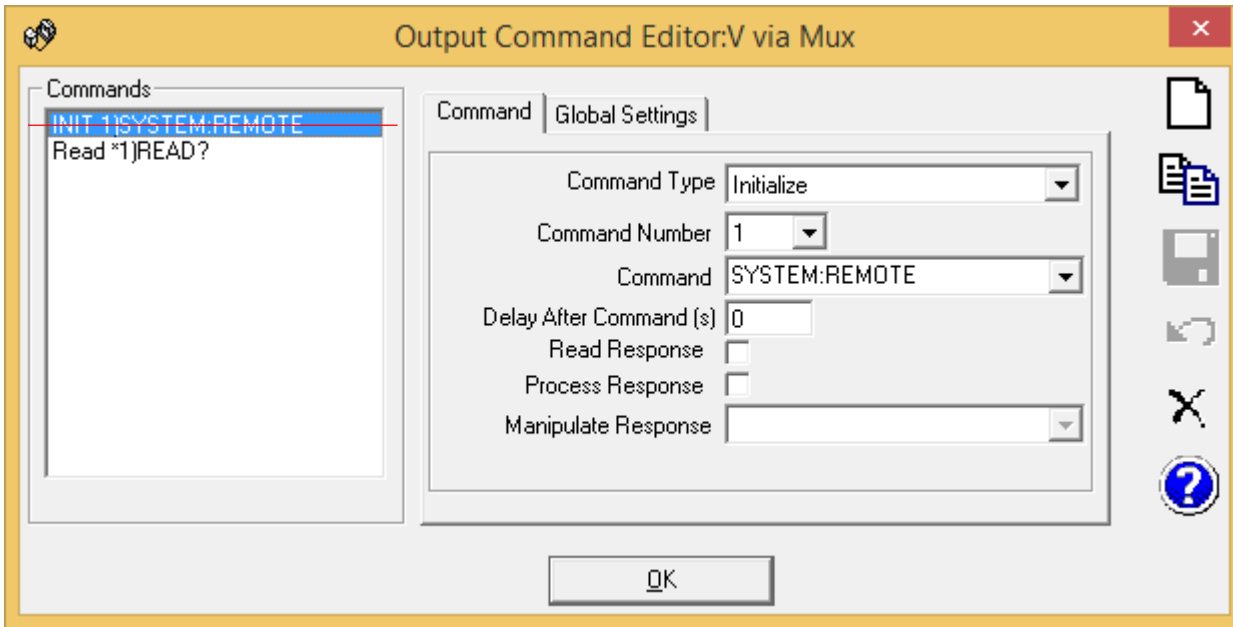 Output Command Editor:V via Mux
Commands
INIT 1)SYSTEM:REMOTE
Read *1)READ?
Command
Global Settings
Command Type
Initialize
Command Number
1
Command
SYSTEM:REMOTE
Delay After Command (s)
0
Read Response
Process Response
Manipulate Response
OK